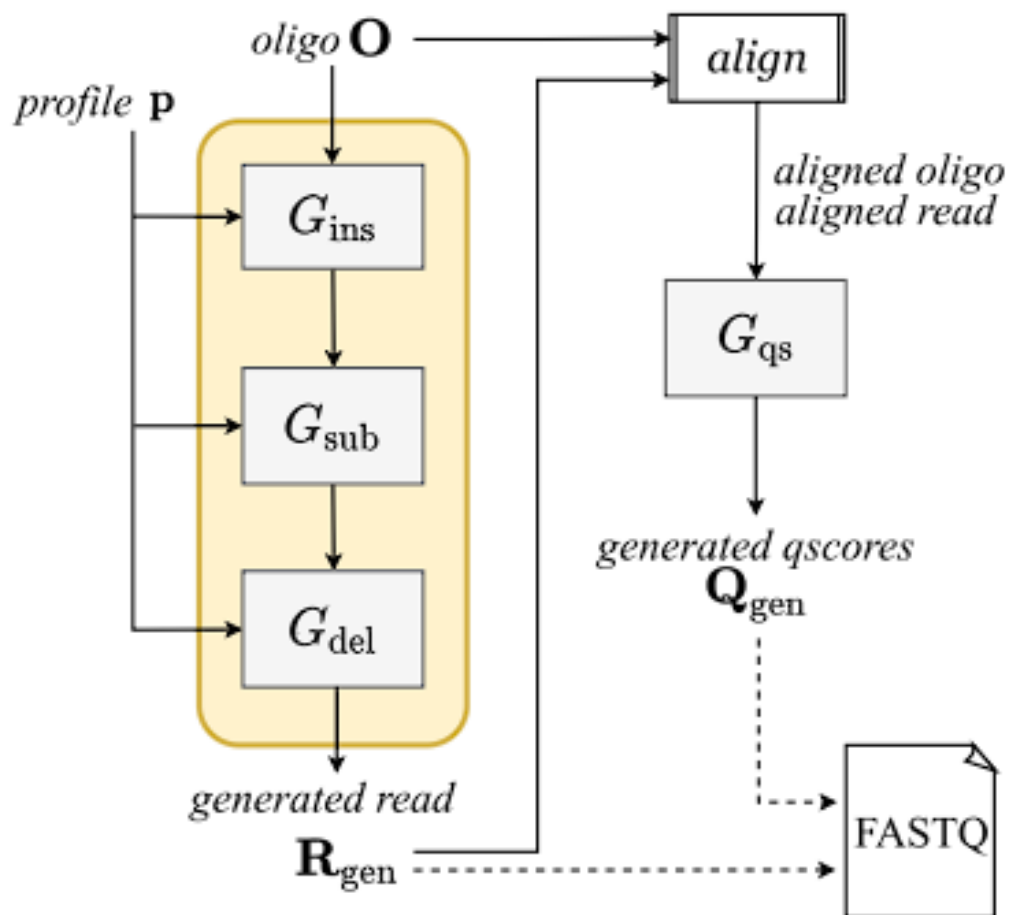 oligo O
profile p
G_ins
G_sub
G_del
generated read
R_gen
align
aligned oligo
aligned read
G_qs
generated qscores
Q_gen
FASTQ